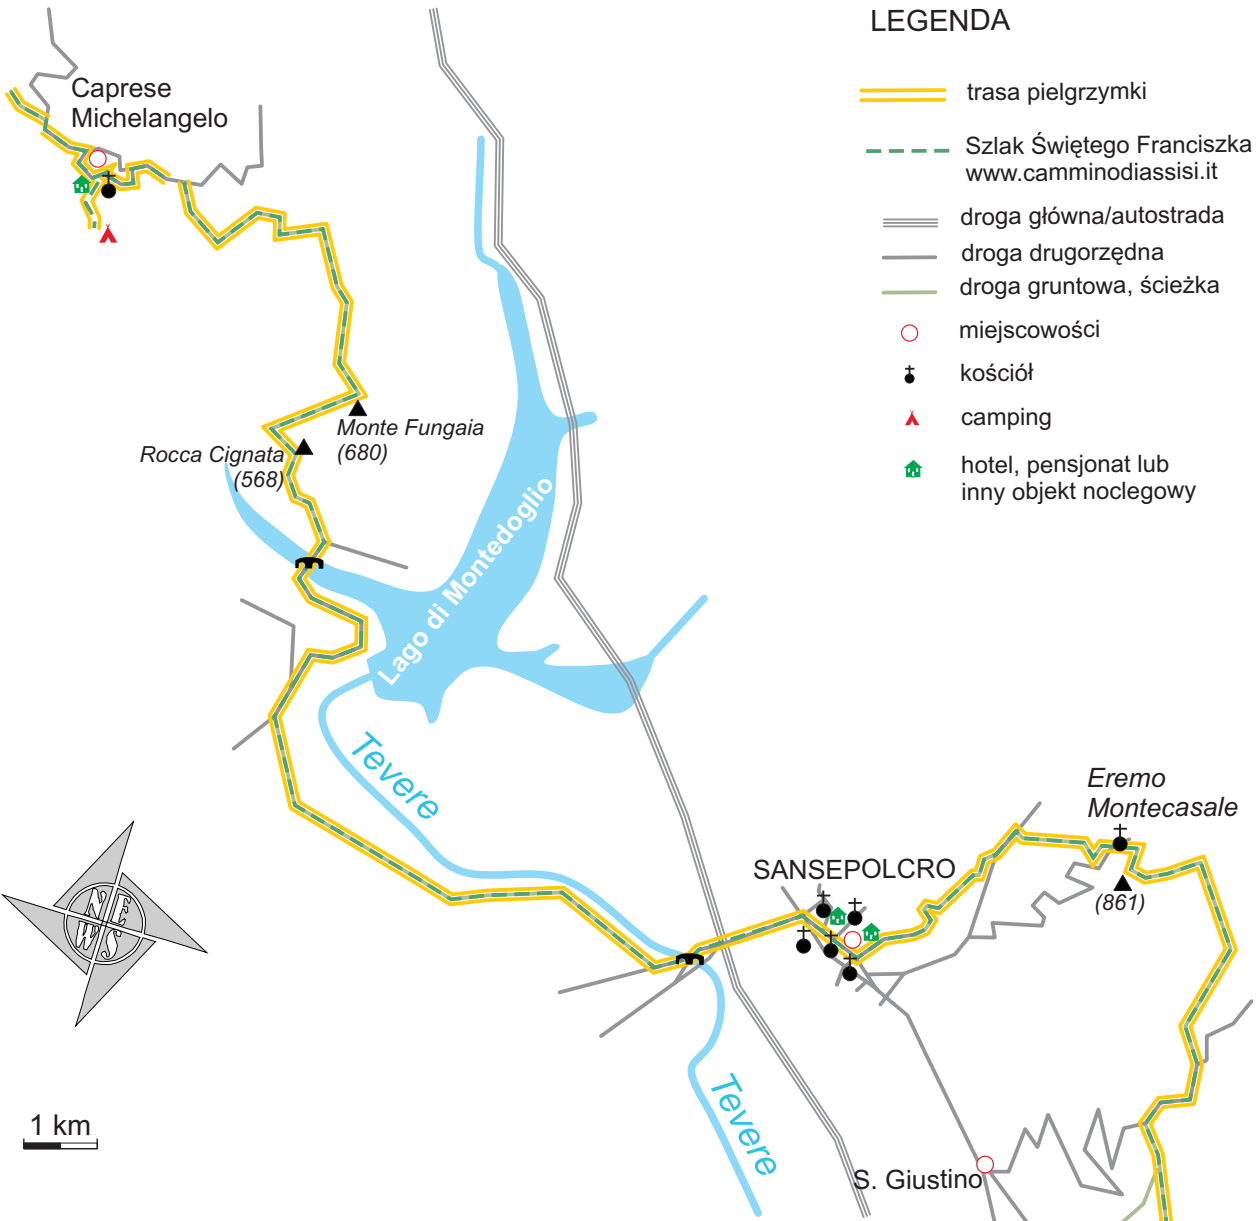 LEGENDA
trasa pielgrzymki
Szlak Świętego Franciszka
www.camminodiassisi.it
droga główna/autostrada
droga drugorzędna
droga gruntowa, ścieżka
miejscowości
kościół
camping
hotel, pensjonat lub
inny objekt noclegowy
Caprese
Michelangelo
Monte Fungaia
(680)
Rocca Cignata
(568)
Lago di Montedoglio
Tevere
Eremo
Montecasale
(861)
SANSEPOLCRO
N
E
W
S
1 km
Tevere
S. Giustino